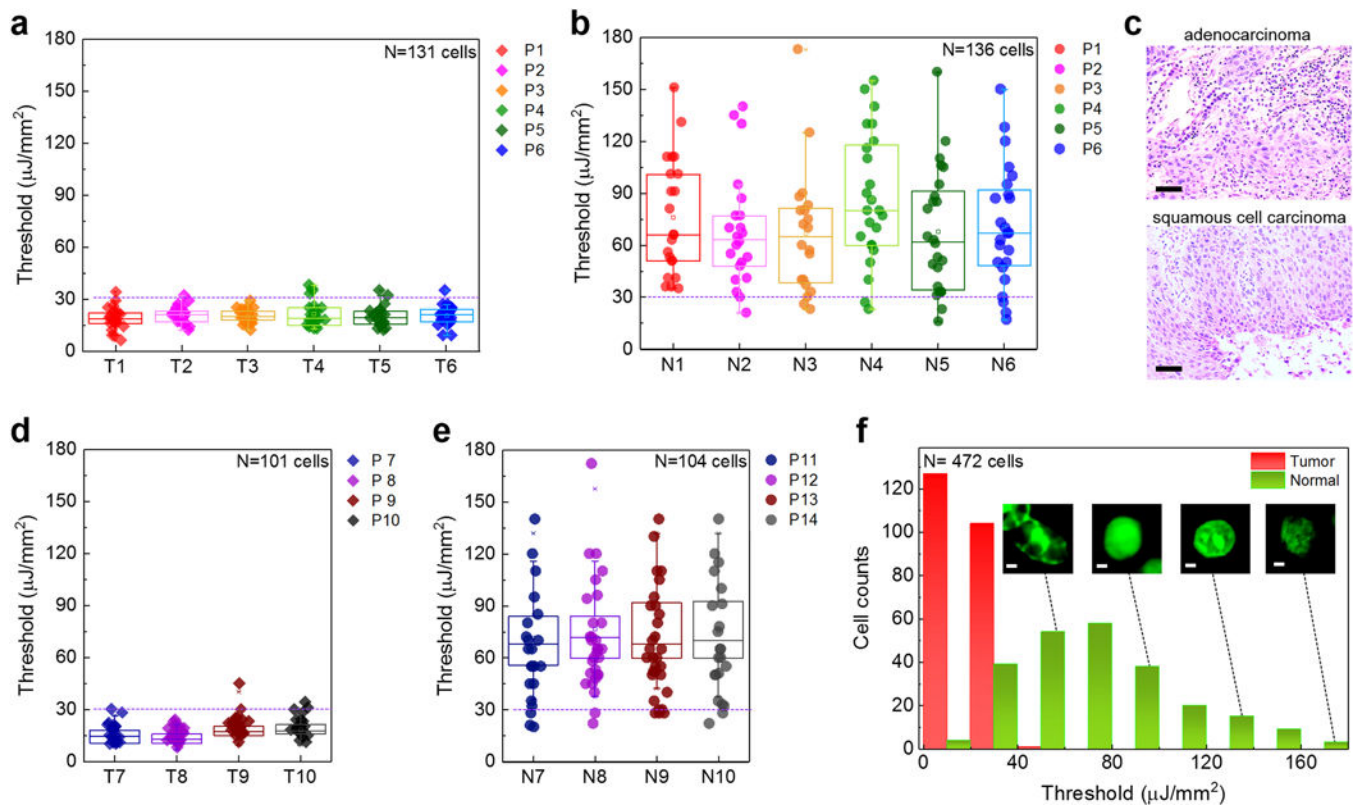 a
180
150
120
90
60
30
0
Threshold (μJ/mm²)
N=131 cells
P1
P2
P3
P4
P5
P6
T1 T2 T3 T4 T5 T6
b
180
150
120
90
60
30
0
Threshold (μJ/mm²)
N=136 cells
P1
P2
P3
P4
P5
P6
N1 N2 N3 N4 N5 N6
c
adenocarcinoma
squamous cell carcinoma
d
180
150
120
90
60
30
0
Threshold (μJ/mm²)
N=101 cells
P 7
P 8
P 9
P10
T7 T8 T9 T10
e
180
150
120
90
60
30
0
Threshold (μJ/mm²)
N=104 cells
P11
P12
P13
P14
N7 N8 N9 N10
f
120
100
80
60
40
20
0
Cell counts
N= 472 cells
Tumor
Normal
0 40 80 120 160
Threshold (μJ/mm²)